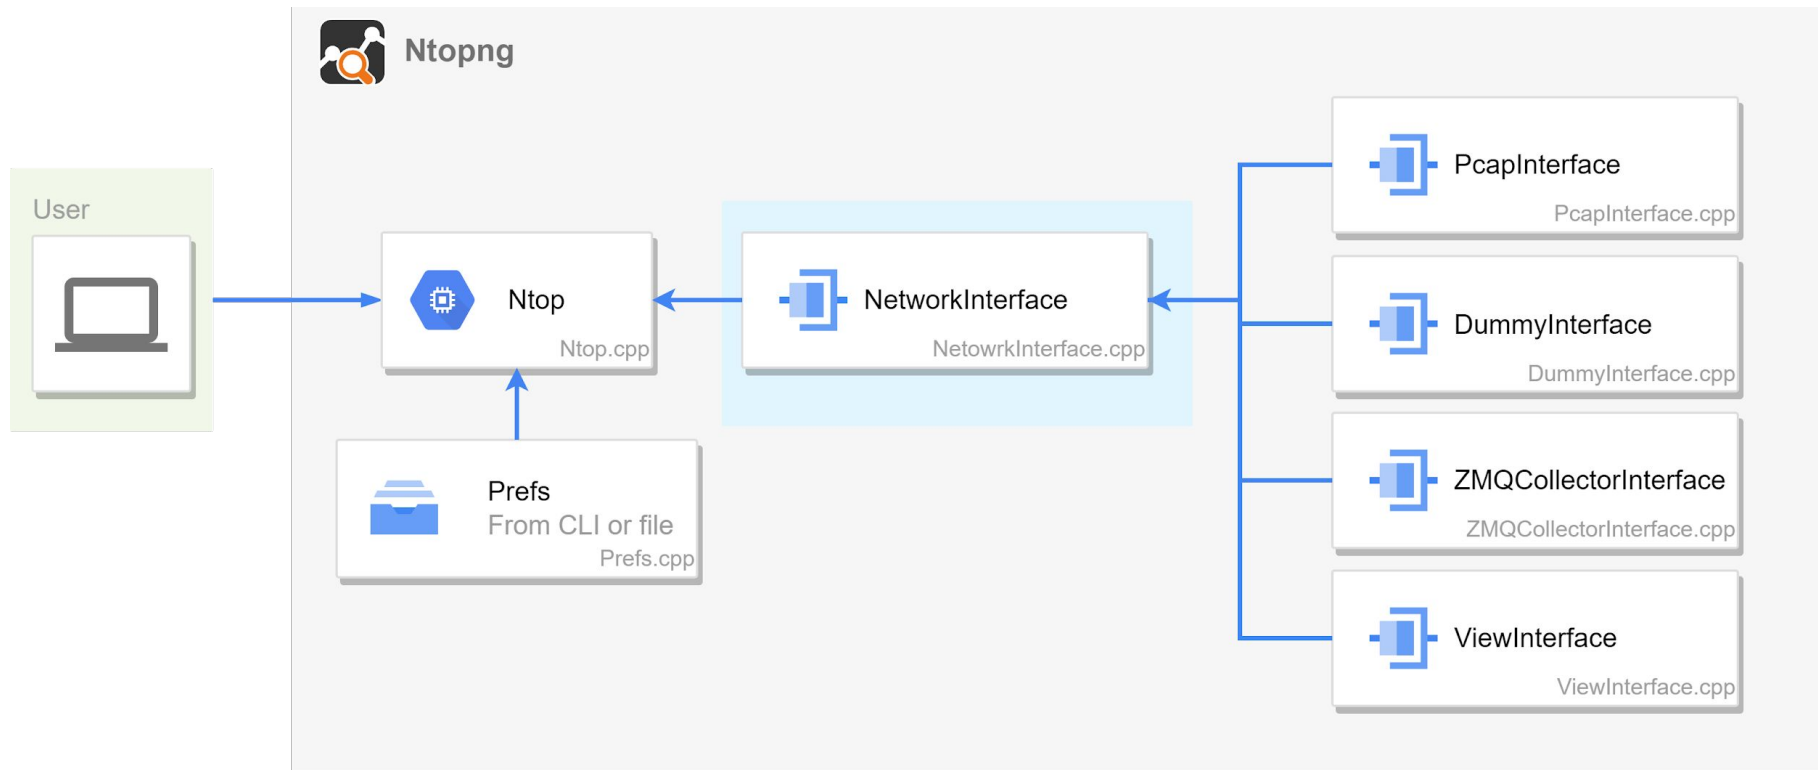 Ntopng
User
Ntop
Ntop.cpp
Prefs
From CLI or file
Prefs.cpp
NetworkInterface
NetowrkInterface.cpp
PcapInterface
PcapInterface.cpp
DummyInterface
DummyInterface.cpp
ZMQCollectorInterface
ZMQCollectorInterface.cpp
ViewInterface
ViewInterface.cpp